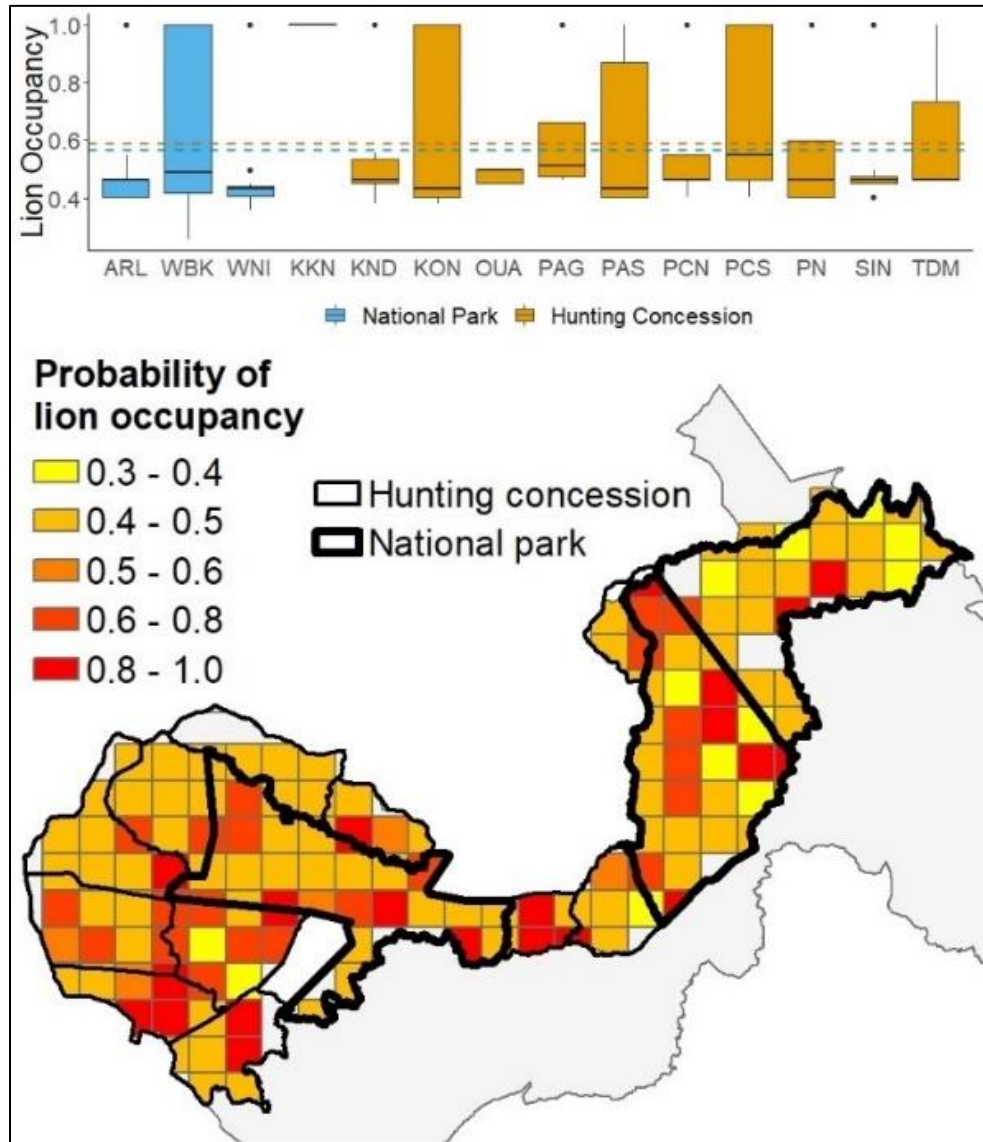 Lion Occupancy
1.0
0.8
0.6
0.4
ARL WBK WNI KKN KND KON OUA PAG PAS PCN PCS PN SIN TDM
National Park Hunting Concession
Probability of
lion occupancy
0.3 - 0.4
0.4 - 0.5
0.5 - 0.6
0.6 - 0.8
0.8 - 1.0
Hunting concession
National park